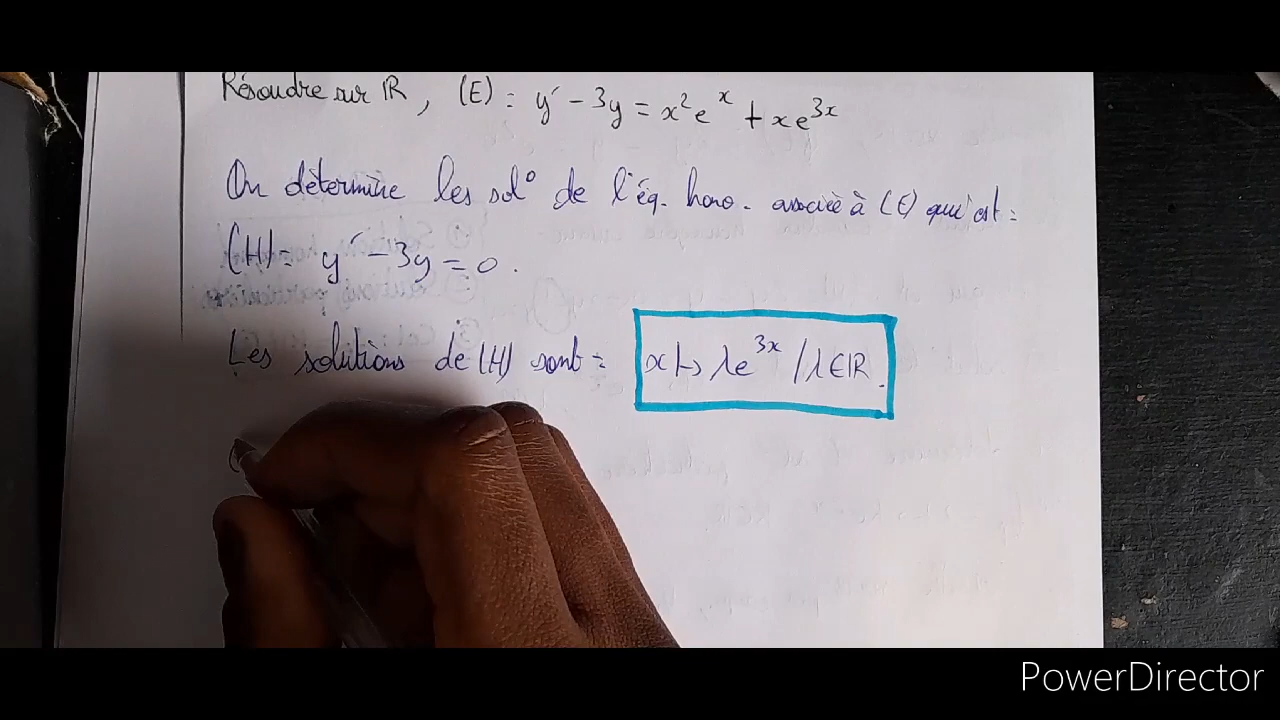 Résoudre sur ℝ, (E) : y' - 3y = x²eˣ + xe³ˣ
On détermine les sol° de l'éq. homo. associée à (E) qu'est :
(H) : y' - 3y = 0.
Les solutions de (H) sont : x ↦ λe³ˣ / λ ∈ ℝ.
PowerDirector